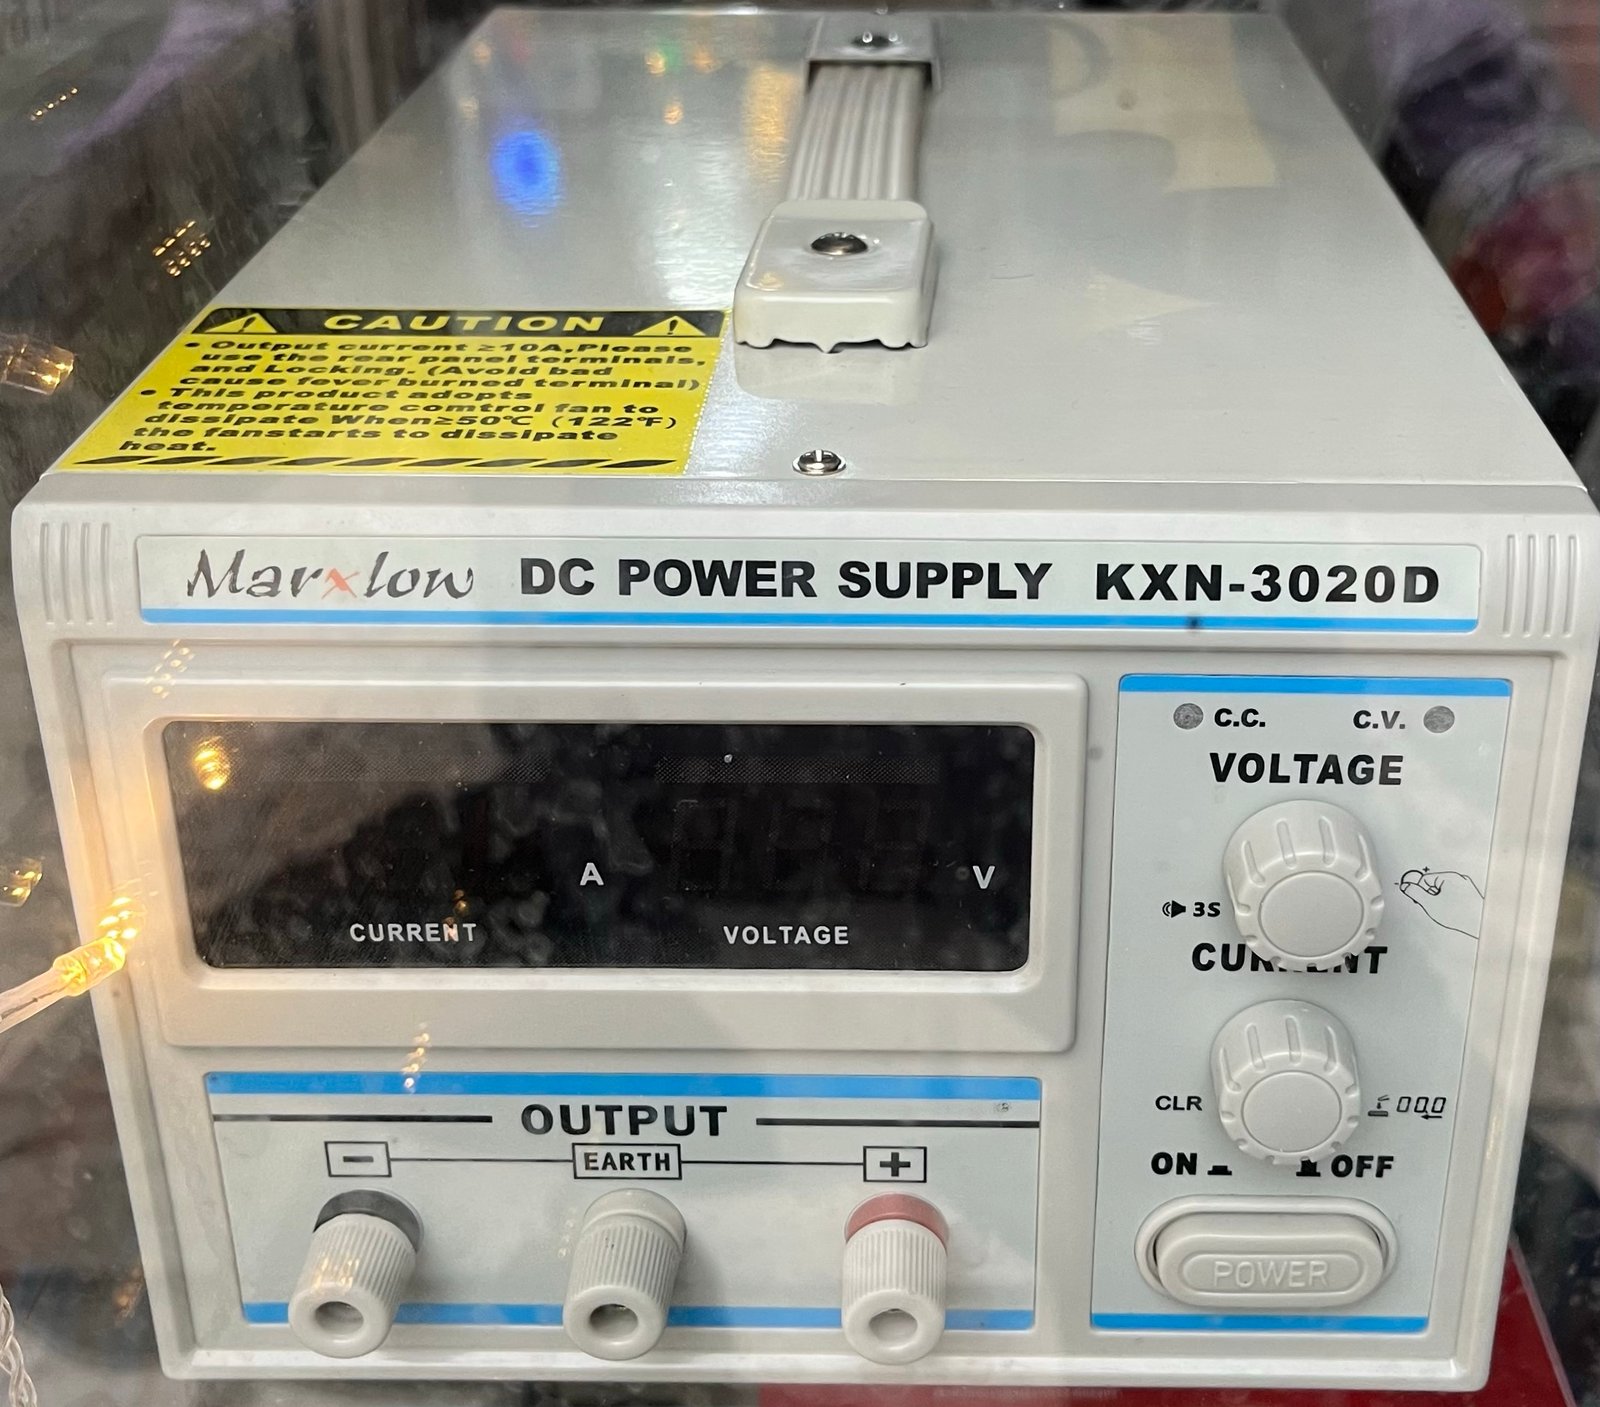 CAUTION
• Output current ≥10A,Please
use the rear panel terminals,
and Locking. (Avoid bad
cause fever burned terminal)
• This product adopts
temperature comtrol fan to
dissipate When≥50℃ (122℉)
the fanstarts to dissipate
heat.
Marxlow DC POWER SUPPLY KXN-3020D
C.C. C.V.
VOLTAGE
A V
3S
CURRENT VOLTAGE
CURRENT
CLR 000
OUTPUT
- EARTH +
ON OFF
POWER